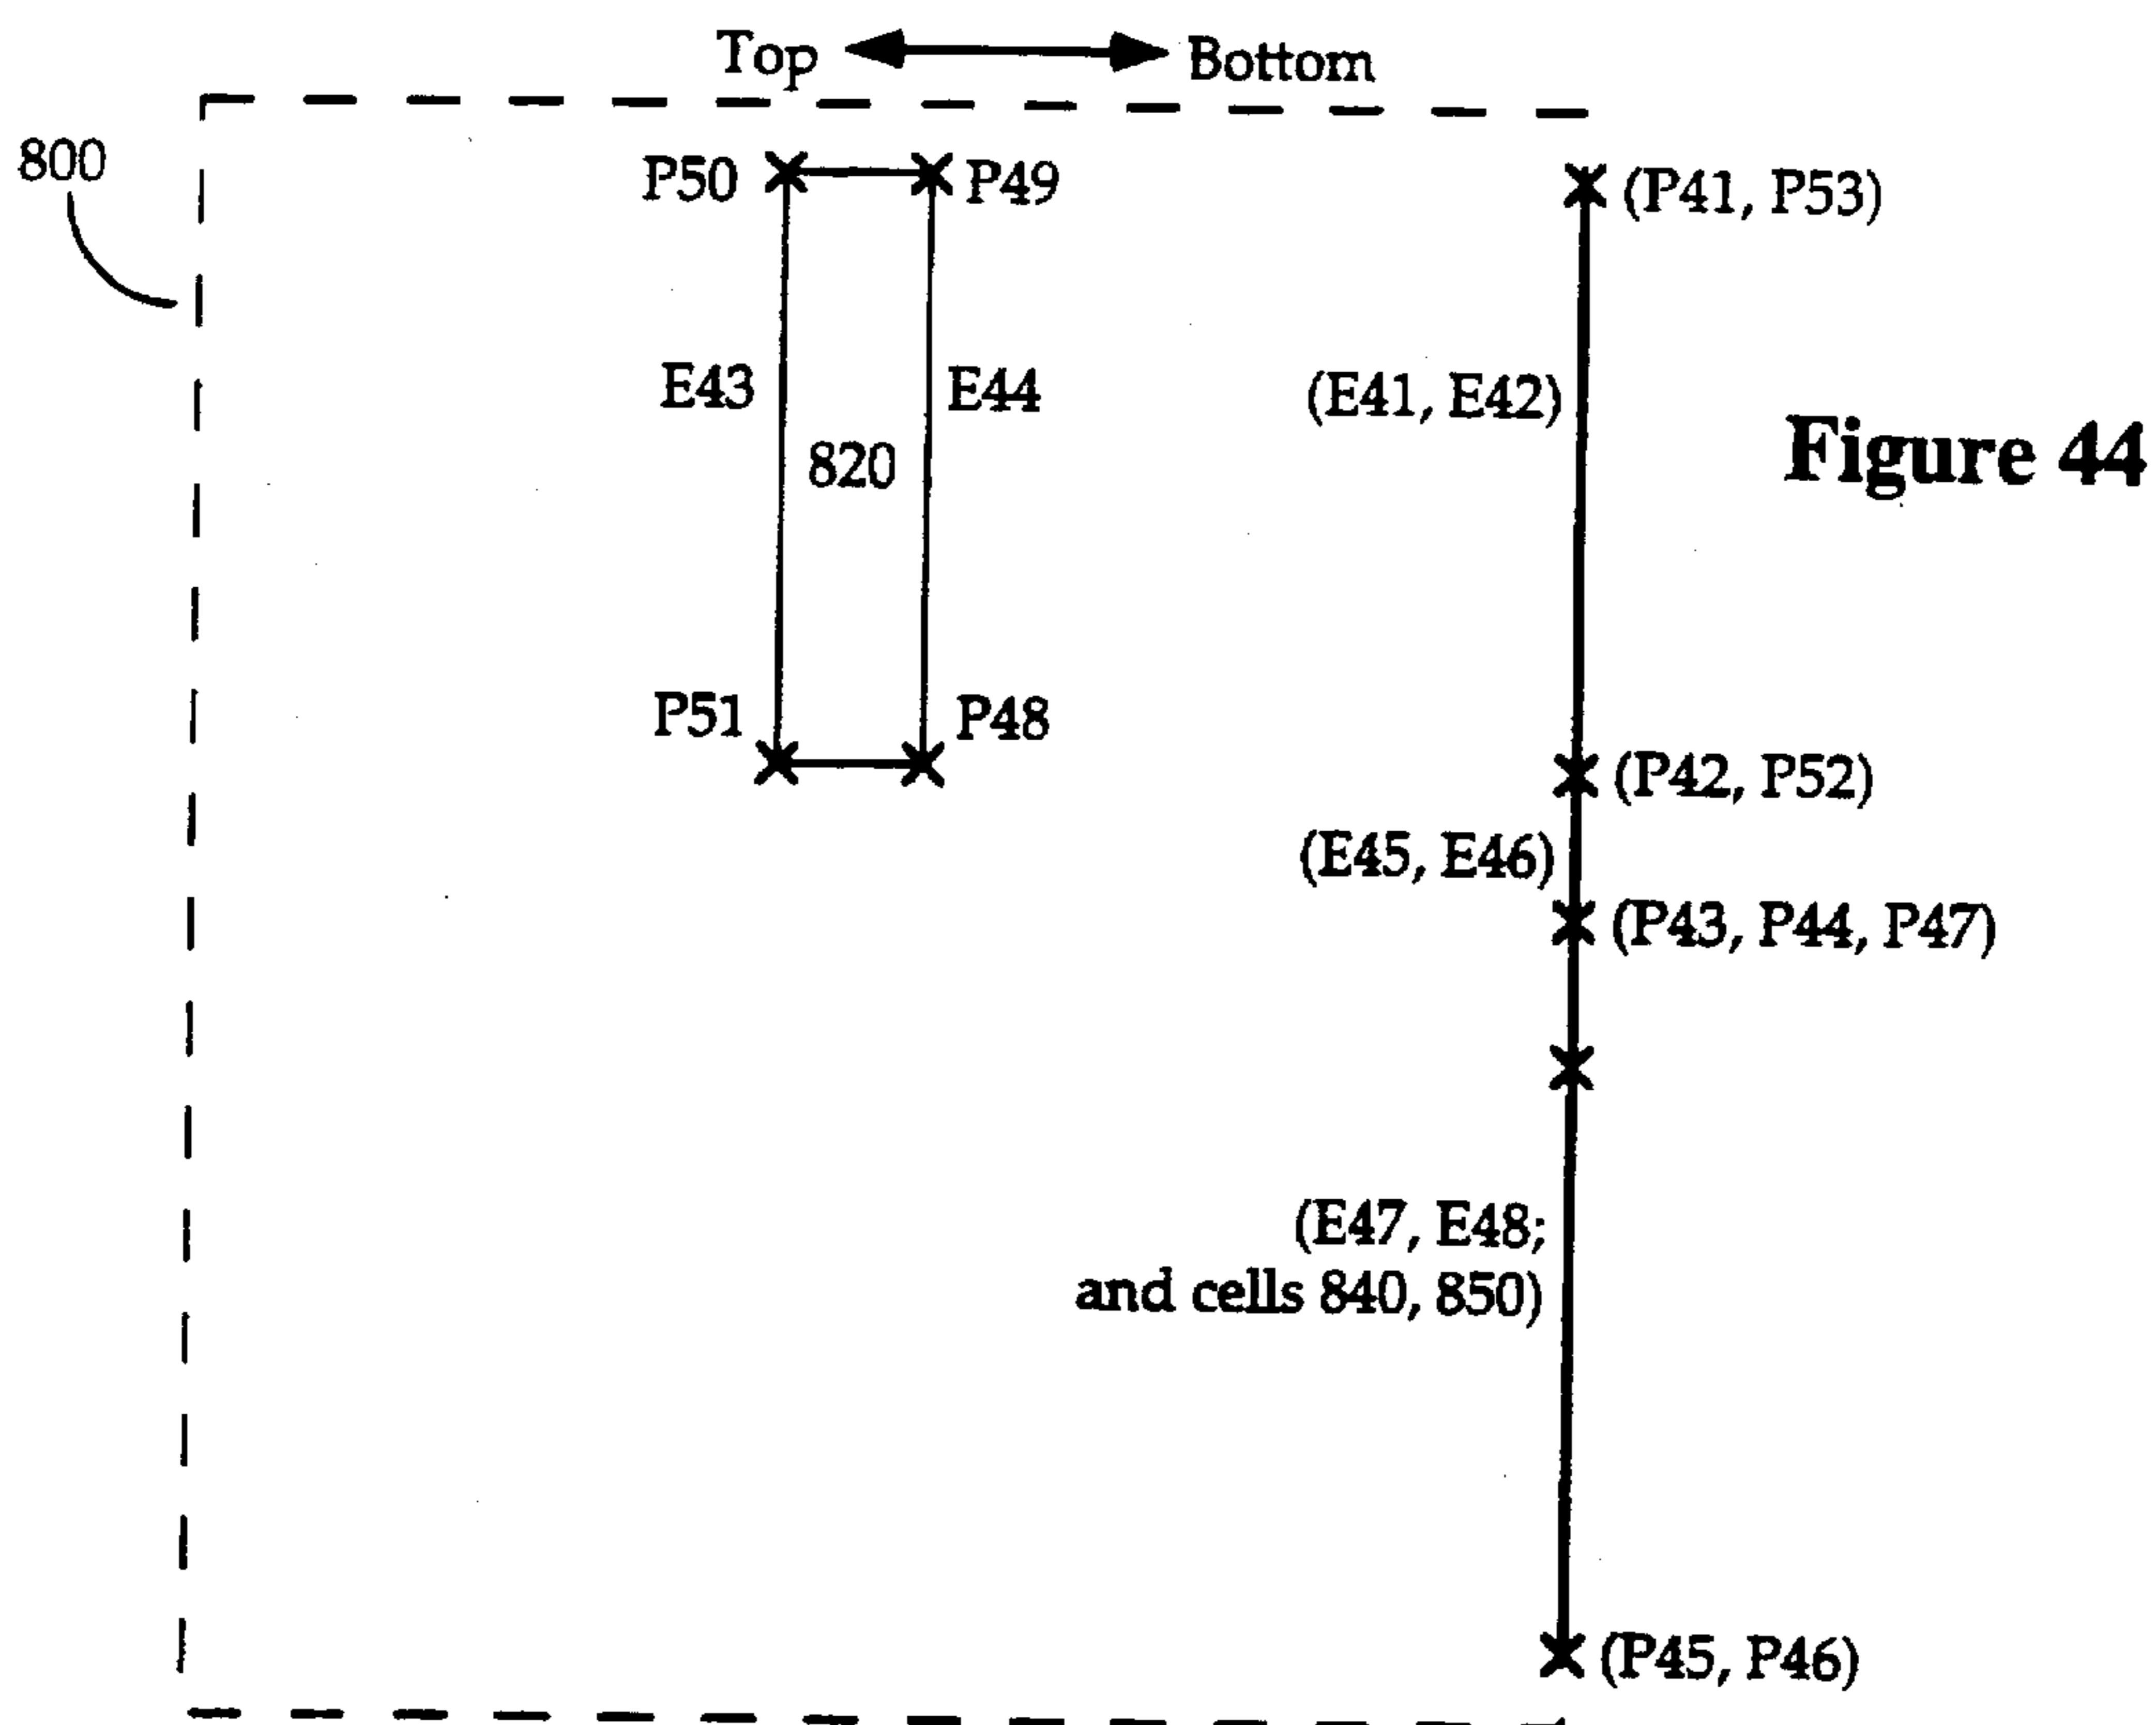 Top Bottom
800
P50 P49 (P41, P53)
E43 E44 (E41, E42)
820
Figure 44
P51 P48
(P42, P52)
(E45, E46)
(P43, P44, P47)
(E47, E48;
and cells 840, 850)
(P45, P46)